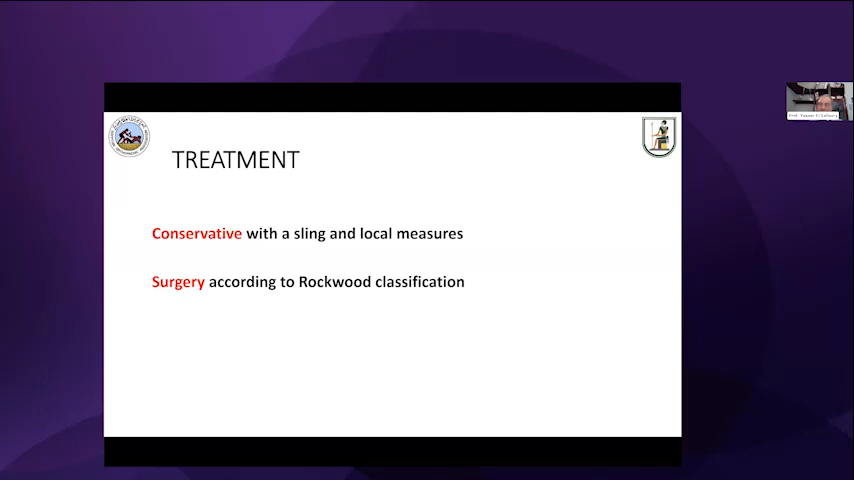 TREATMENT
Conservative with a sling and local measures
Surgery according to Rockwood classification